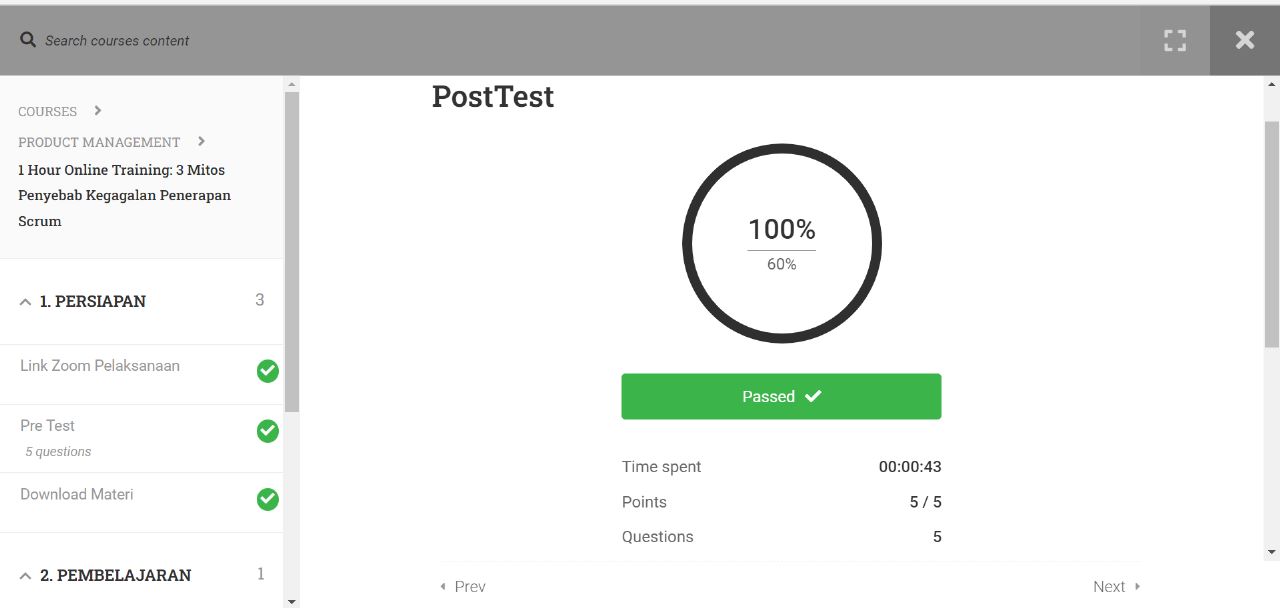 Search courses content
COURSES
PRODUCT MANAGEMENT
1 Hour Online Training: 3 Mitos
Penyebab Kegagalan Penerapan
Scrum
1. PERSIAPAN 3
Link Zoom Pelaksanaan
Pre Test
5 questions
Download Materi
2. PEMBELAJARAN 1
PostTest
100%
60%
Passed
Time spent 00:00:43
Points 5 / 5
Questions 5
Prev Next